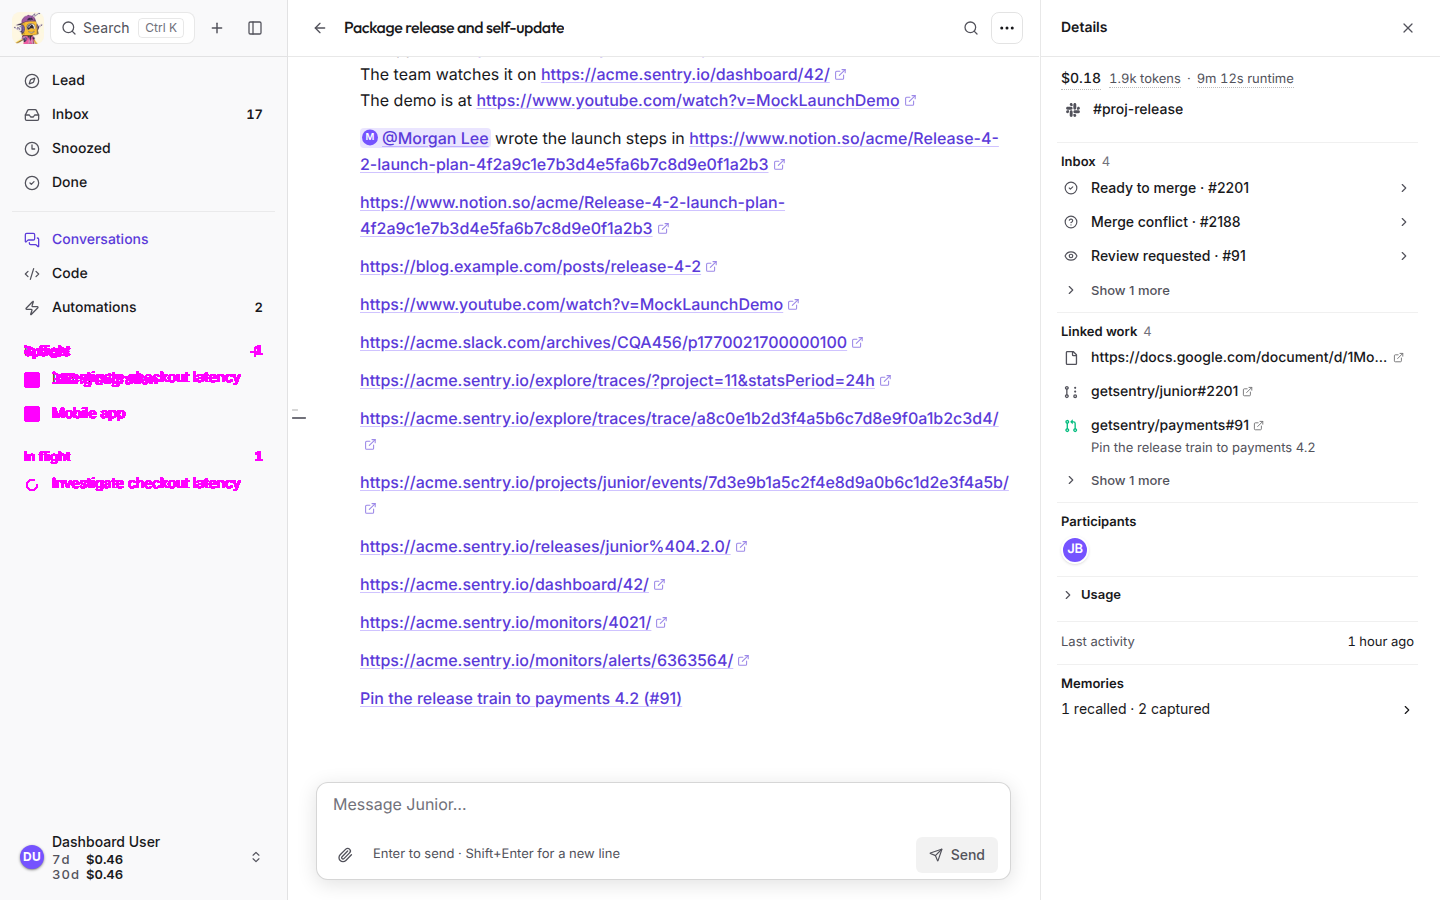 Search
Ctrl K
Lead
Inbox
17
Snoozed
Done
Conversations
Code
Automations
2
1
Investigate checkout latency
Mobile app
In flight
1
Investigate checkout latency
DU
Dashboard User
7d $0.46
30d $0.46
Package release and self-update
The team watches it on https://acme.sentry.io/dashboard/42/
The demo is at https://www.youtube.com/watch?v=MockLaunchDemo
M @Morgan Lee wrote the launch steps in https://www.notion.so/acme/Release-4-
2-launch-plan-4f2a9c1e7b3d4e5fa6b7c8d9e0f1a2b3
https://www.notion.so/acme/Release-4-2-launch-plan-
4f2a9c1e7b3d4e5fa6b7c8d9e0f1a2b3
https://blog.example.com/posts/release-4-2
https://www.youtube.com/watch?v=MockLaunchDemo
https://acme.slack.com/archives/CQA456/p1770021700000100
https://acme.sentry.io/explore/traces/?project=11&statsPeriod=24h
https://acme.sentry.io/explore/traces/trace/a8c0e1b2d3f4a5b6c7d8e9f0a1b2c3d4/
https://acme.sentry.io/projects/junior/events/7d3e9b1a5c2f4e8d9a0b6c1d2e3f4a5b/
https://acme.sentry.io/releases/junior%404.2.0/
https://acme.sentry.io/dashboard/42/
https://acme.sentry.io/monitors/4021/
https://acme.sentry.io/monitors/alerts/6363564/
Pin the release train to payments 4.2 (#91)
Message Junior...
Enter to send · Shift+Enter for a new line
Send
Details
$0.18 1.9k tokens · 9m 12s runtime
#proj-release
Inbox 4
Ready to merge · #2201
Merge conflict · #2188
Review requested · #91
Show 1 more
Linked work 4
https://docs.google.com/document/d/1Mo...
getsentry/junior#2201
getsentry/payments#91
Pin the release train to payments 4.2
Show 1 more
Participants
JB
Usage
Last activity
1 hour ago
Memories
1 recalled · 2 captured